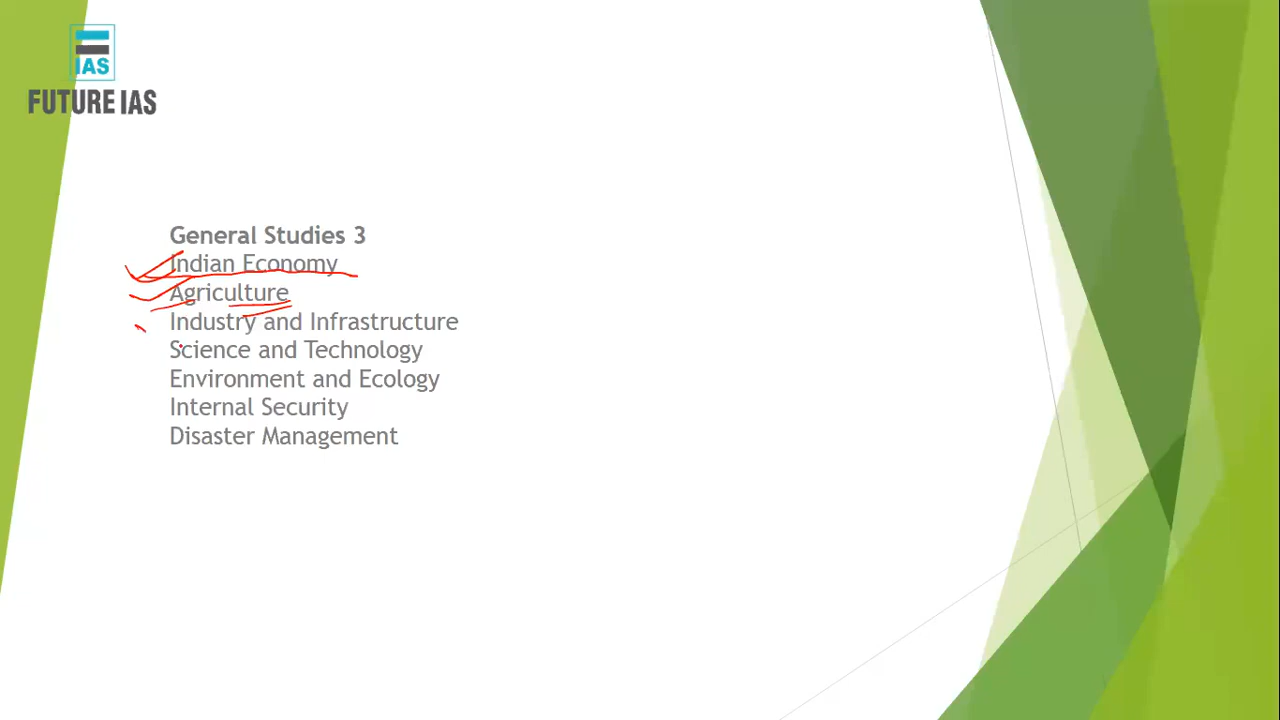 IAS
FUTURE IAS
General Studies 3
Indian Economy
Agriculture
Industry and Infrastructure
Science and Technology
Environment and Ecology
Internal Security
Disaster Management